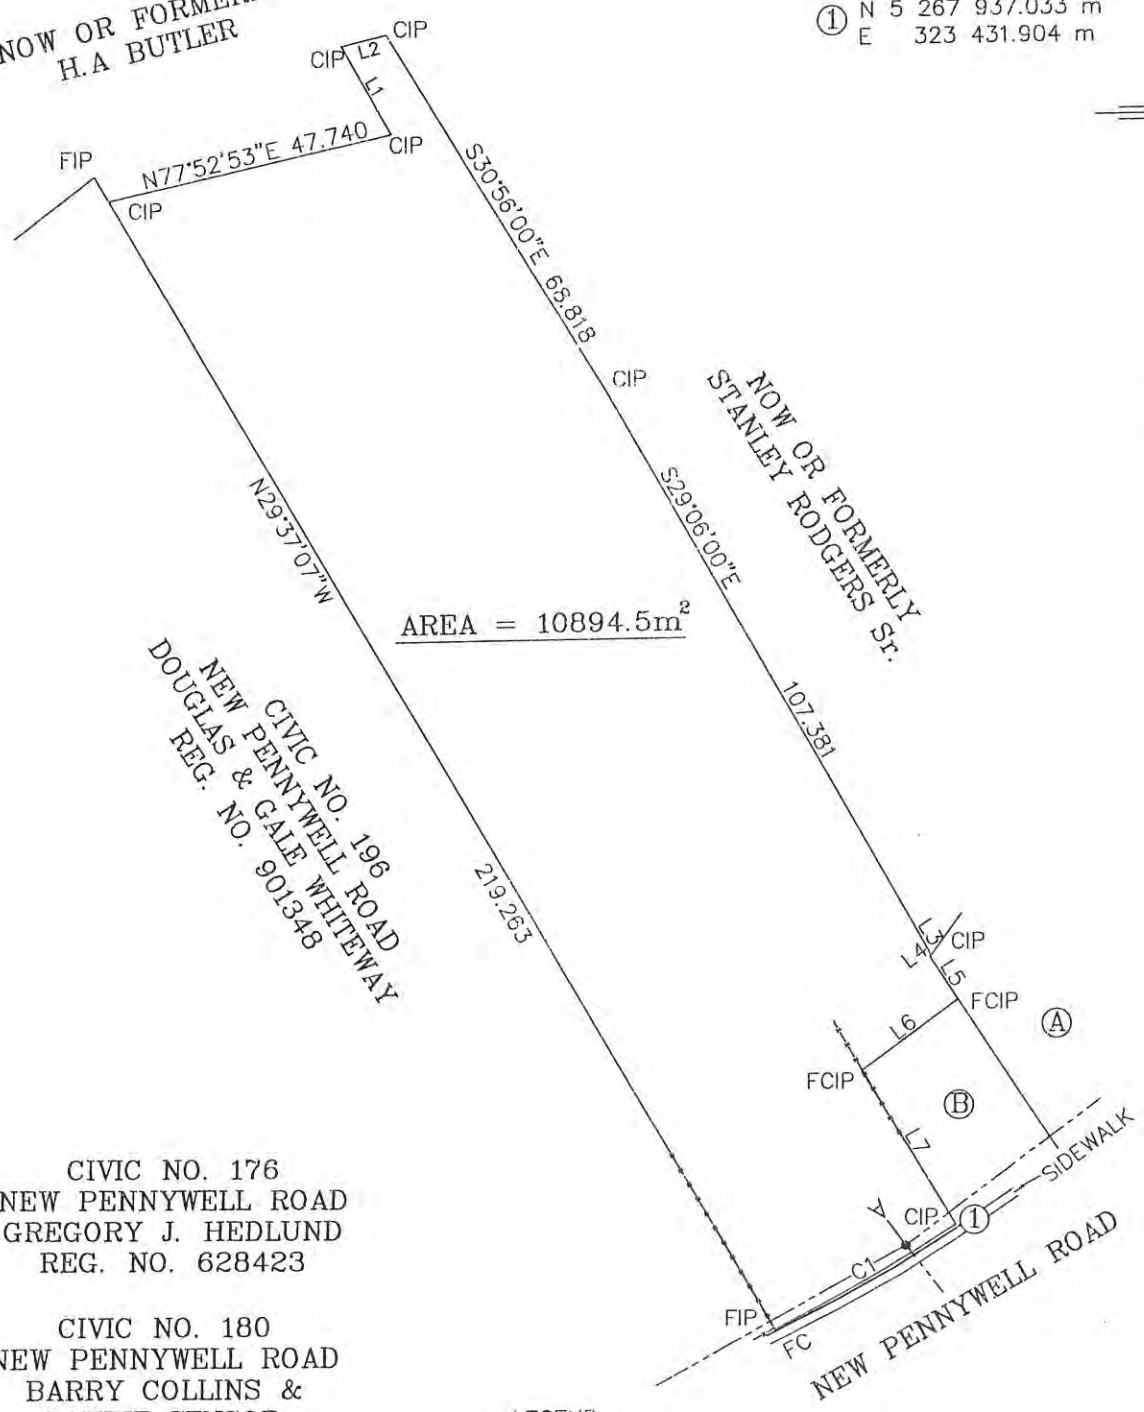 NOW OR FORMERLY
H.A BUTLER
① N 5 267 937.033 m
E 323 431.904 m
CIP
L2
CIP
L1
CIP
FIP
N77°52'53"E 47.740
CIP
S30°56'00"E 68.818
CIP
NOW OR FORMERLY
STANLEY RODGERS Sr.
S29°06'00"E
107.381
N29°37'07"W
219.263
AREA = 10894.5m²
CIVIC NO. 196
NEW PENNYWELL ROAD
DOUGLAS & GALE WHITEWAY
REG. NO. 901348
L3
CIP
L4
L5
FCIP
L6
Ⓐ
FCIP
Ⓑ
L7
SIDEWALK
A
CIP
①
C1
FIP
FC
NEW PENNYWELL ROAD
CIVIC NO. 176
NEW PENNYWELL ROAD
GREGORY J. HEDLUND
REG. NO. 628423
CIVIC NO. 180
NEW PENNYWELL ROAD
BARRY COLLINS &
LEGEND